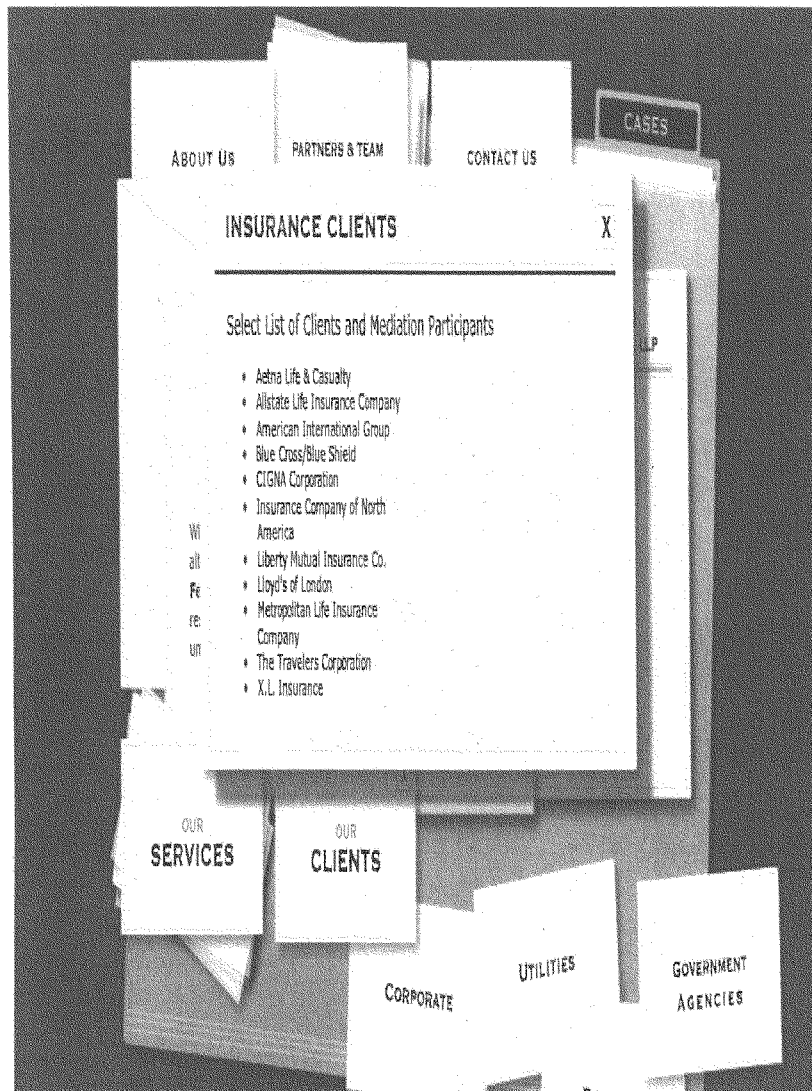 CASES
ABOUT US
PARTNERS & TEAM
CONTACT US
INSURANCE CLIENTS
X
Select List of Clients and Mediation Participants
• Aetna Life & Casualty
• Allstate Life Insurance Company
• American International Group
• Blue Cross/Blue Shield
• CIGNA Corporation
• Insurance Company of North
America
• Liberty Mutual Insurance Co.
• Lloyd's of London
• Metropolitan Life Insurance
Company
• The Travelers Corporation
• X.L. Insurance
LLP
OUR
SERVICES
OUR
CLIENTS
CORPORATE
UTILITIES
GOVERNMENT
AGENCIES